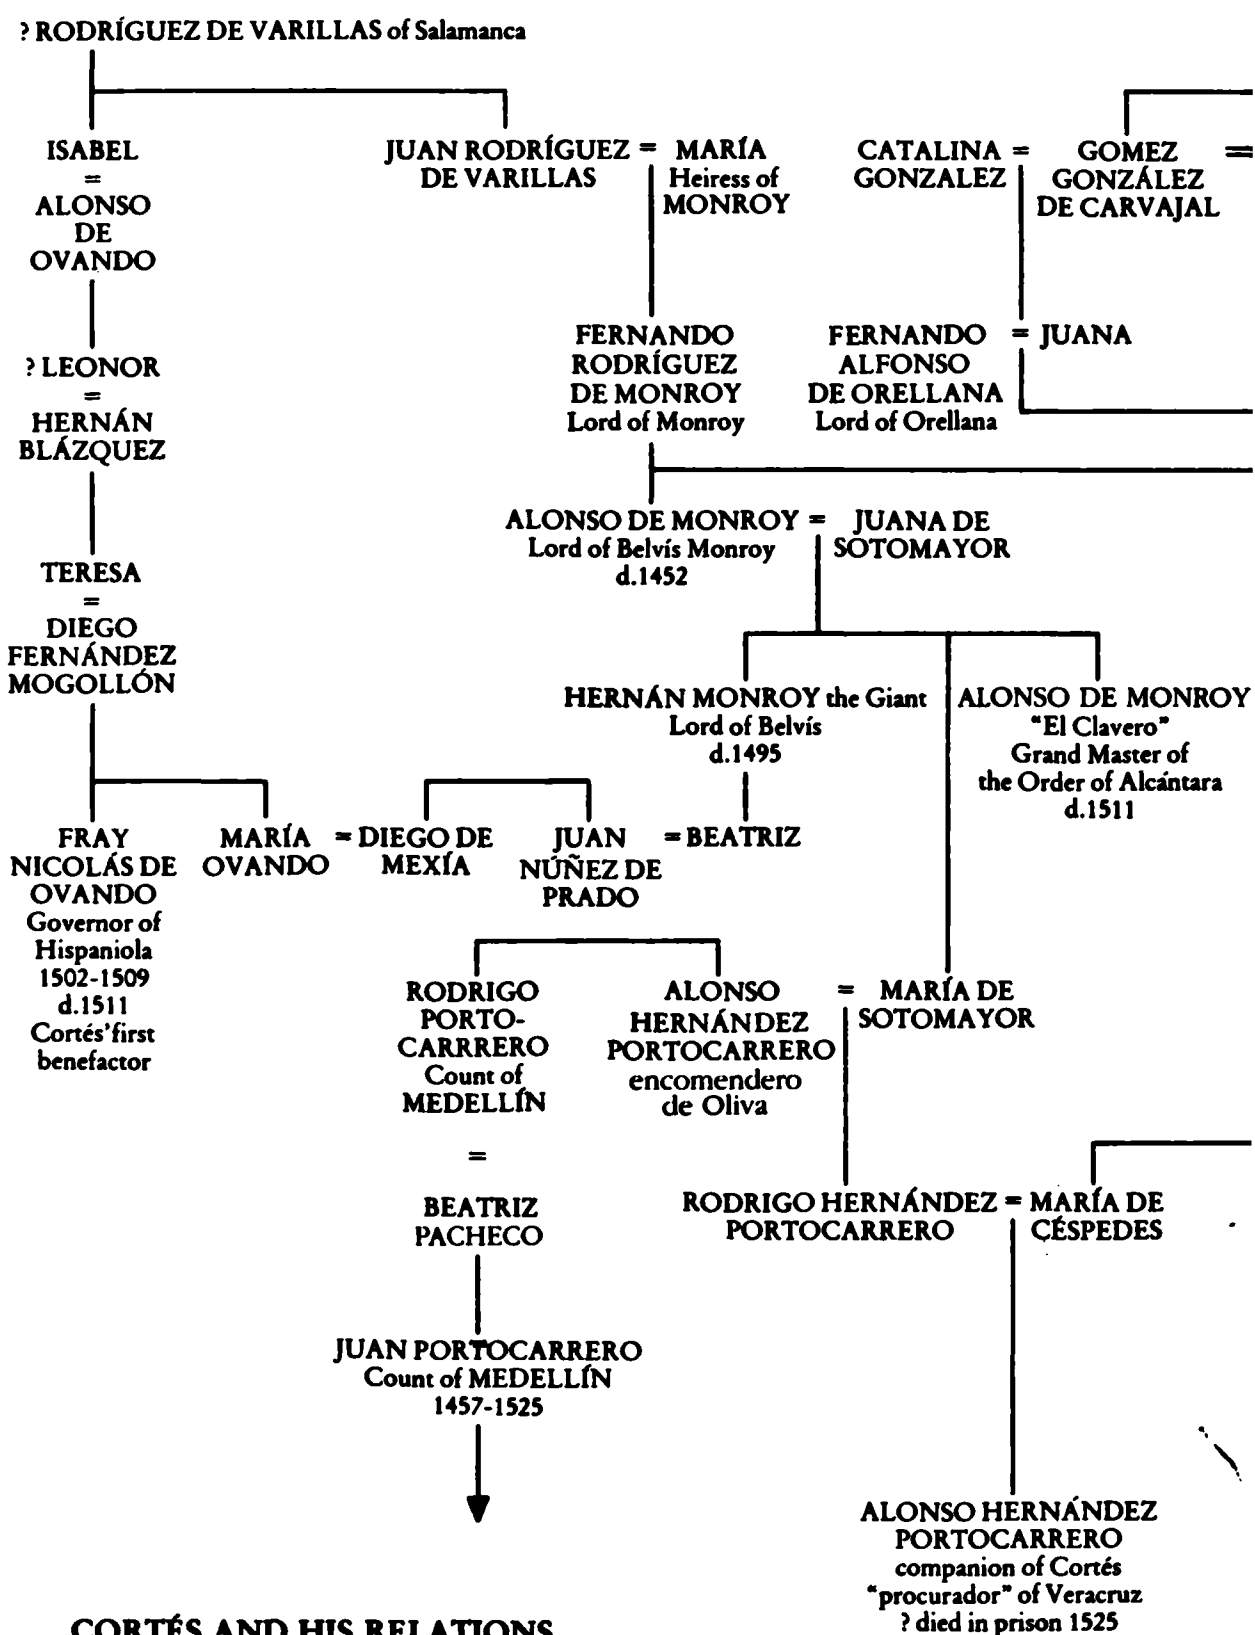 ? RODRÍGUEZ DE VARILLAS of Salamanca
ISABEL
=
ALONSO
DE
OVANDO
JUAN RODRÍGUEZ = MARÍA
DE VARILLAS Heiress of
MONROY
CATALINA = GOMEZ =
GONZALEZ GONZÁLEZ
DE CARVAJAL
? LEONOR
=
HERNÁN
BLÁZQUEZ
FERNANDO
RODRÍGUEZ
DE MONROY
Lord of Monroy
FERNANDO = JUANA
ALFONSO
DE ORELLANA
Lord of Orellana
ALONSO DE MONROY = JUANA DE
Lord of Belvís Monroy SOTOMAYOR
d.1452
TERESA
=
DIEGO
FERNÁNDEZ
MOGOLLÓN
HERNÁN MONROY the Giant
Lord of Belvís
d.1495
ALONSO DE MONROY
"El Clavero"
Grand Master of
the Order of Alcántara
d.1511
FRAY
NICOLÁS DE
OVANDO
Governor of
Hispaniola
1502-1509
d.1511
Cortés' first
benefactor
MARÍA = DIEGO DE
OVANDO MEXÍA
JUAN = BEATRIZ
NÚÑEZ DE
PRADO
RODRIGO
PORTO-
CARRRERO
Count of
MEDELLÍN
=
BEATRIZ
PACHECO
ALONSO = MARÍA DE
HERNÁNDEZ SOTOMAYOR
PORTOCARRERO
encomendero
de Oliva
RODRIGO HERNÁNDEZ = MARÍA DE
PORTOCARRERO CÉSPEDES
JUAN PORTOCARRERO
Count of MEDELLÍN
1457-1525
ALONSO HERNÁNDEZ
PORTOCARRERO
companion of Cortés
"procurador" of Veracruz
? died in prison 1525
CORTÉS AND HIS RELATIONS